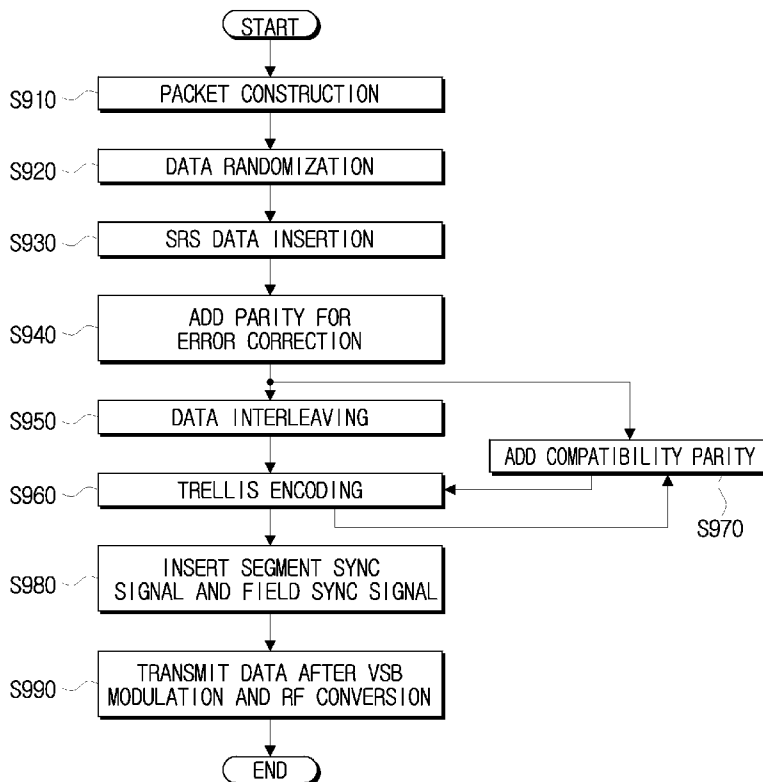 START
S910
PACKET CONSTRUCTION
S920
DATA RANDOMIZATION
S930
SRS DATA INSERTION
S940
ADD PARITY FOR
ERROR CORRECTION
S950
DATA INTERLEAVING
ADD COMPATIBILITY PARITY
S960
TRELLIS ENCODING
S970
S980
INSERT SEGMENT SYNC
SIGNAL AND FIELD SYNC SIGNAL
S990
TRANSMIT DATA AFTER VSB
MODULATION AND RF CONVERSION
END